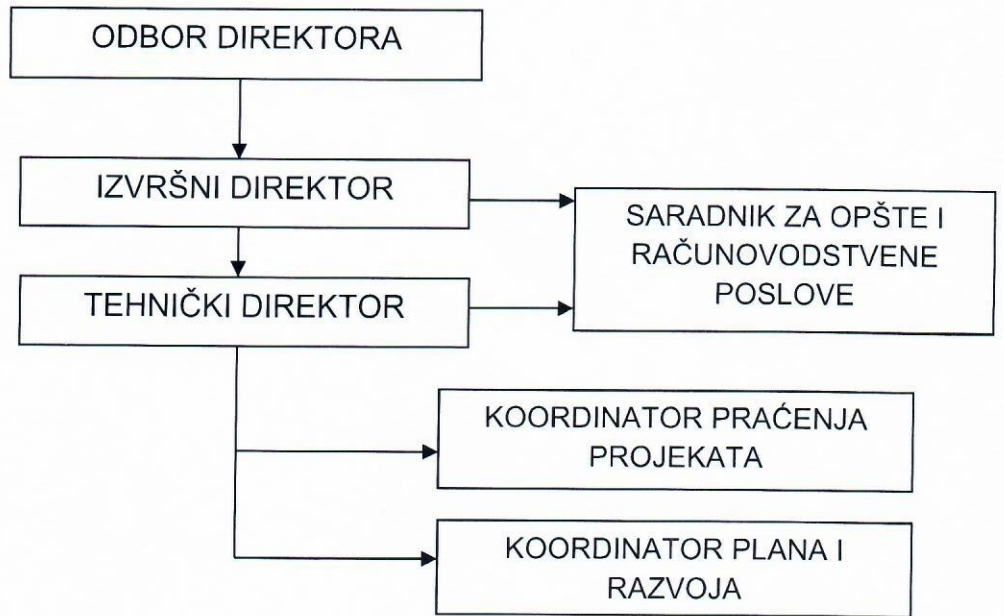 ODBOR DIREKTORA
IZVRŠNI DIREKTOR
SARADNIK ZA OPŠTE I
RAČUNOVODSTVENE
POSLOVE
TEHNIČKI DIREKTOR
KOORDINATOR PRAĆENJA
PROJEKATA
KOORDINATOR PLANA I
RAZVOJA